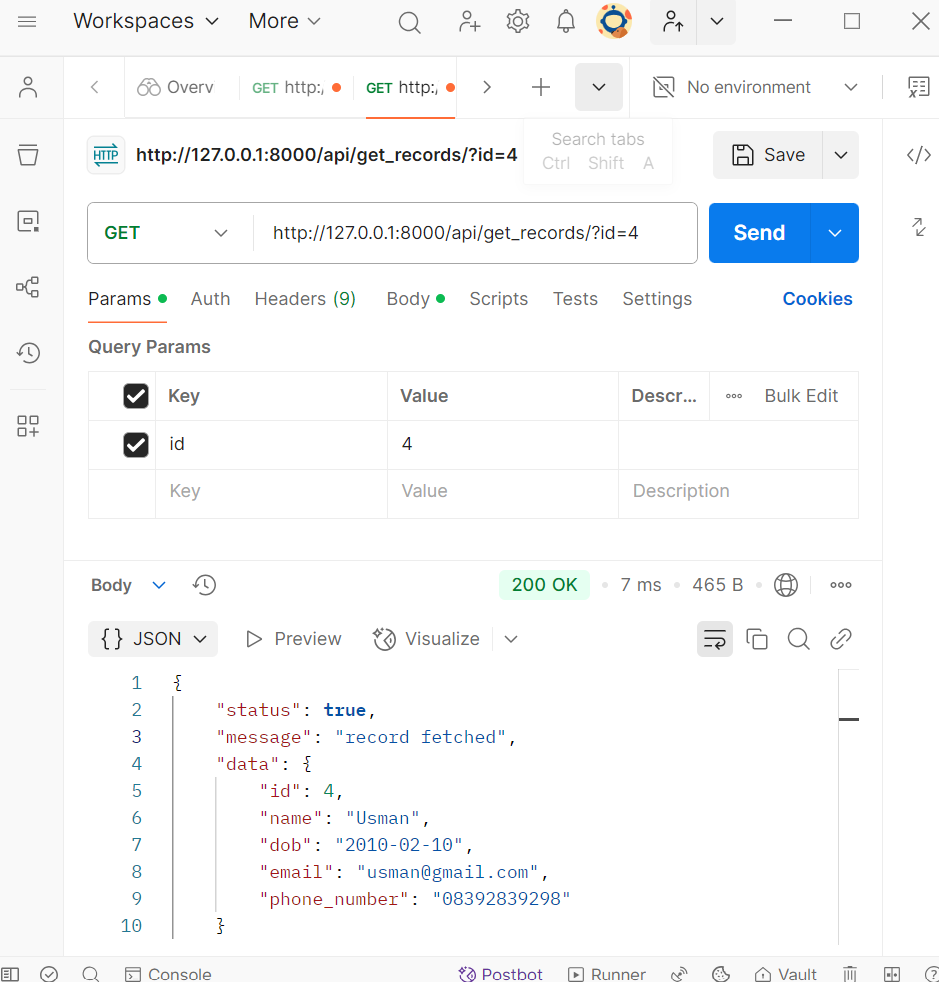 Workspaces More
Overv GET http:/ GET http:/ No environment
Search tabs
Ctrl Shift A
HTTP http://127.0.0.1:8000/api/get_records/?id=4 Save
GET http://127.0.0.1:8000/api/get_records/?id=4 Send
Params Auth Headers (9) Body Scripts Tests Settings Cookies
Query Params
Key Value Descr... Bulk Edit
id 4
Key Value Description
Body 200 OK 7 ms 465 B
{} JSON Preview Visualize
1 {
2 "status": true,
3 "message": "record fetched",
4 "data": {
5 "id": 4,
6 "name": "Usman",
7 "dob": "2010-02-10",
8 "email": "usman@gmail.com",
9 "phone_number": "08392839298"
10 }
Console Postbot Runner Vault